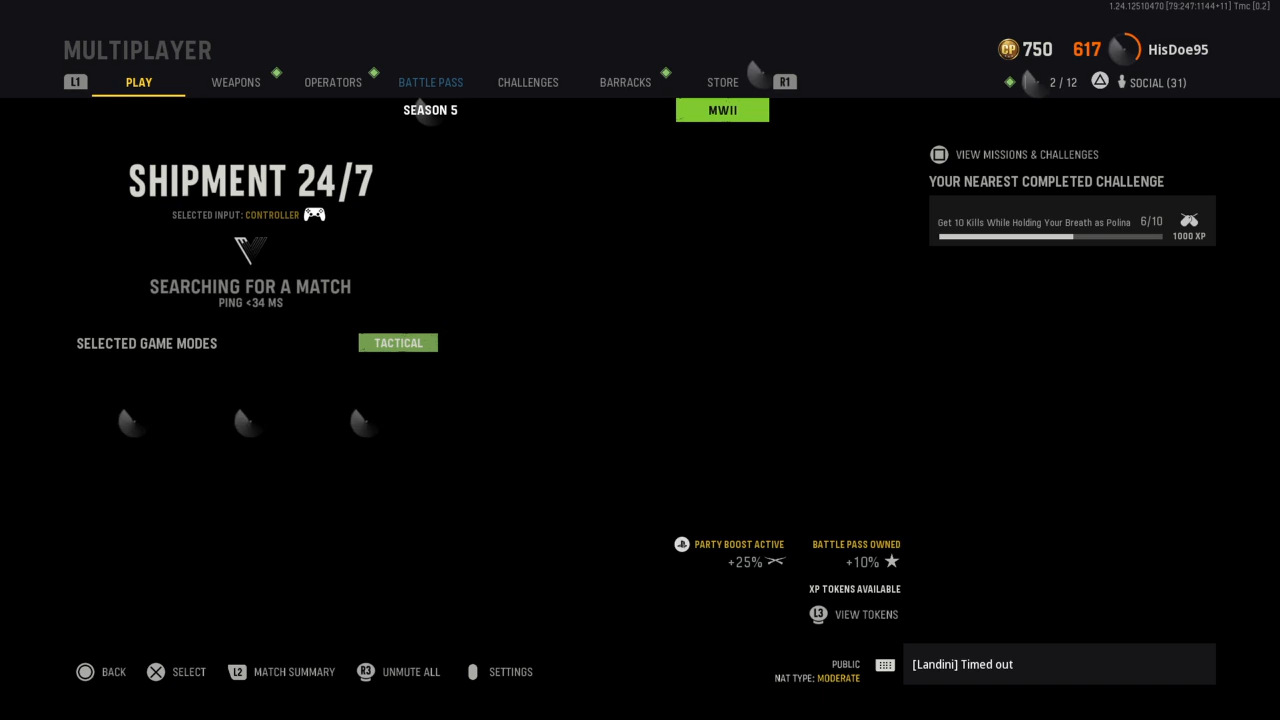 1.24.12510470 [79:247:1144+11] Tmc [0.2]
MULTIPLAYER
CP 750 617 HisDoe95
L1 PLAY WEAPONS OPERATORS BATTLE PASS CHALLENGES BARRACKS STORE R1
2 / 12 SOCIAL (31)
SEASON 5 MWII
SHIPMENT 24/7
SELECTED INPUT: CONTROLLER
SEARCHING FOR A MATCH
PING <34 MS
SELECTED GAME MODES TACTICAL
VIEW MISSIONS & CHALLENGES
YOUR NEAREST COMPLETED CHALLENGE
Get 10 Kills While Holding Your Breath as Polina 6/10
1000 XP
PARTY BOOST ACTIVE BATTLE PASS OWNED
+25% +10%
XP TOKENS AVAILABLE
L3 VIEW TOKENS
BACK SELECT L2 MATCH SUMMARY R3 UNMUTE ALL SETTINGS
PUBLIC
NAT TYPE: MODERATE
[Landini] Timed out